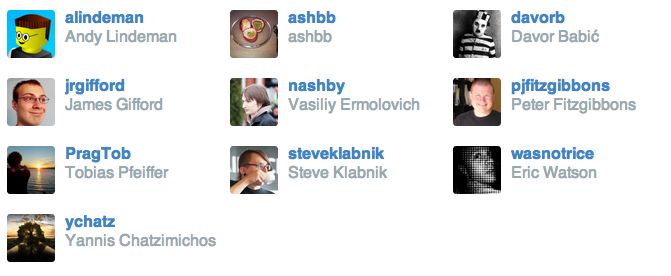 alindeman
Andy Lindeman
ashbb
ashbb
davorb
Davor Babić
jrgifford
James Gifford
nashby
Vasiliy Ermolovich
pjfitzgibbons
Peter Fitzgibbons
PragTob
Tobias Pfeiffer
steveklabnik
Steve Klabnik
wasnotrice
Eric Watson
ychatz
Yannis Chatzimichos